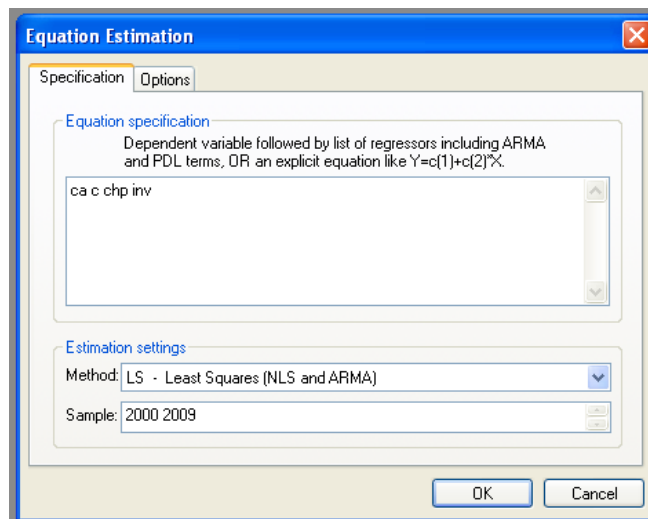 Equation Estimation
Specification Options
Equation specification
Dependent variable followed by list of regressors including ARMA
and PDL terms, OR an explicit equation like Y=c(1)+c(2)*X.
ca c chp inv
Estimation settings
Method: LS - Least Squares (NLS and ARMA)
Sample: 2000 2009
OK Cancel